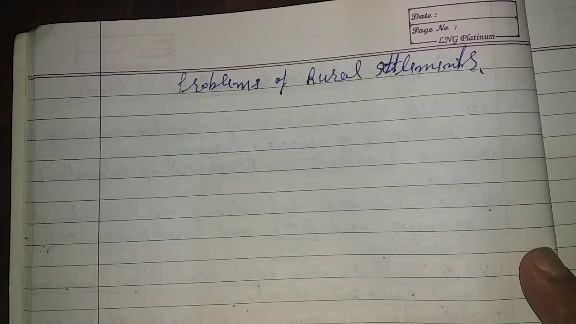 Date :
Page No :
LNG Platinum
Problems of Rural settlements.